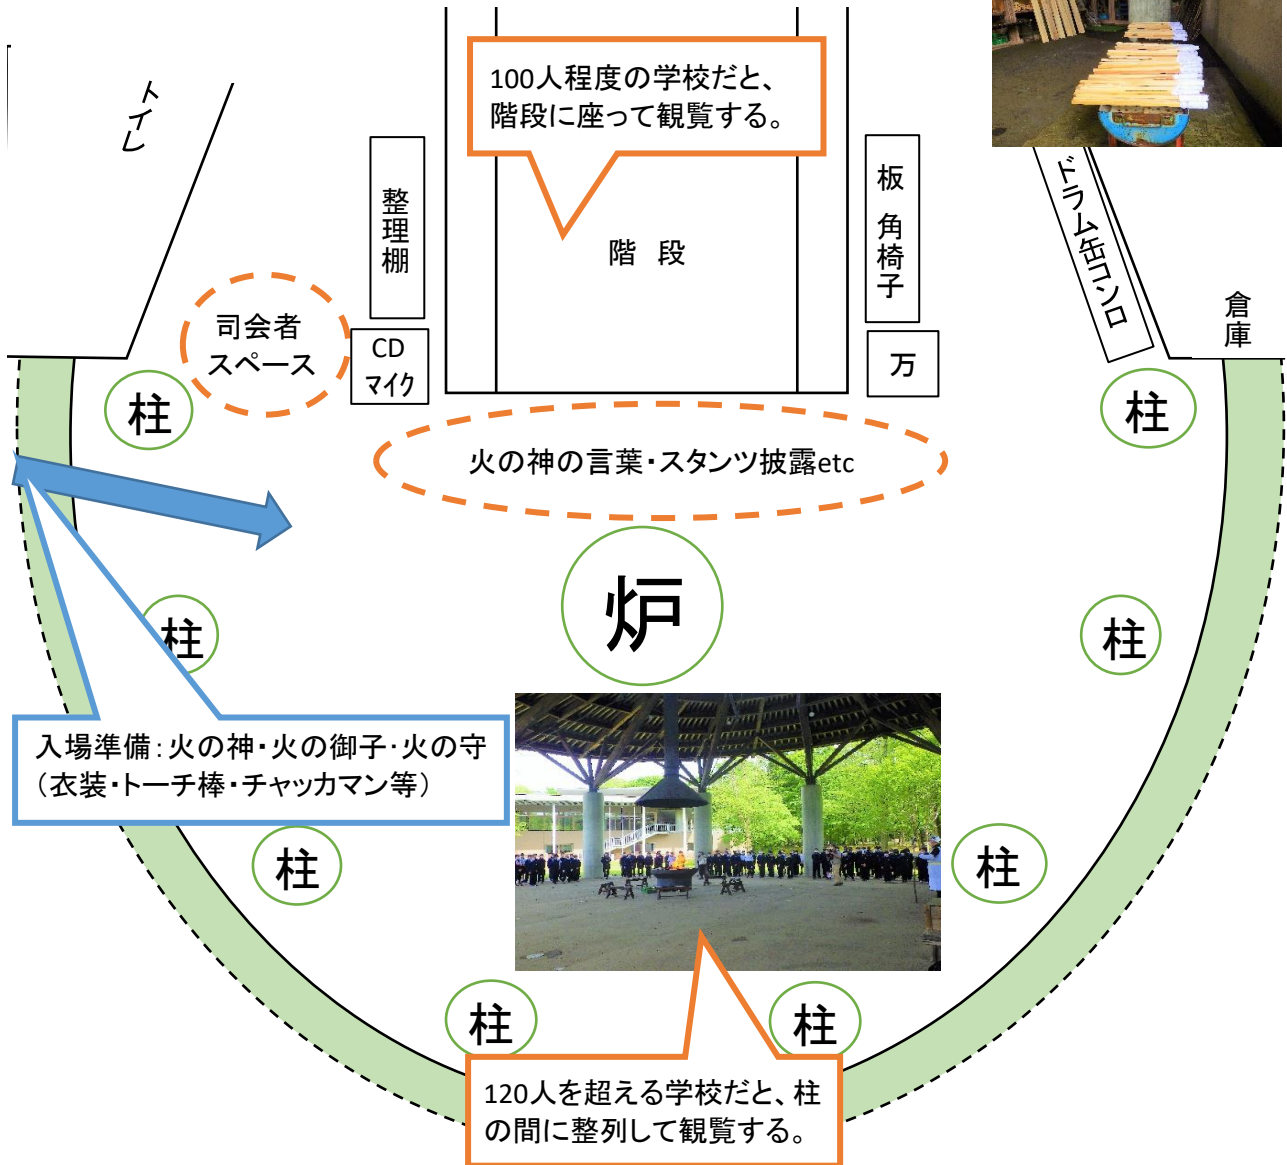 100人程度の学校だと、
階段に座って観覧する。
トイレ
整理棚
階 段
板 角椅子
ドラム缶コンロ
倉庫
司会者
スペース
CD
マイク
万
柱
柱
火の神の言葉・スタンツ披露etc
炉
柱
柱
入場準備：火の神・火の御子・火の守
（衣装・トーチ棒・チャッカマン等）
柱
柱
柱
柱
120人を超える学校だと、柱
の間に整列して観覧する。